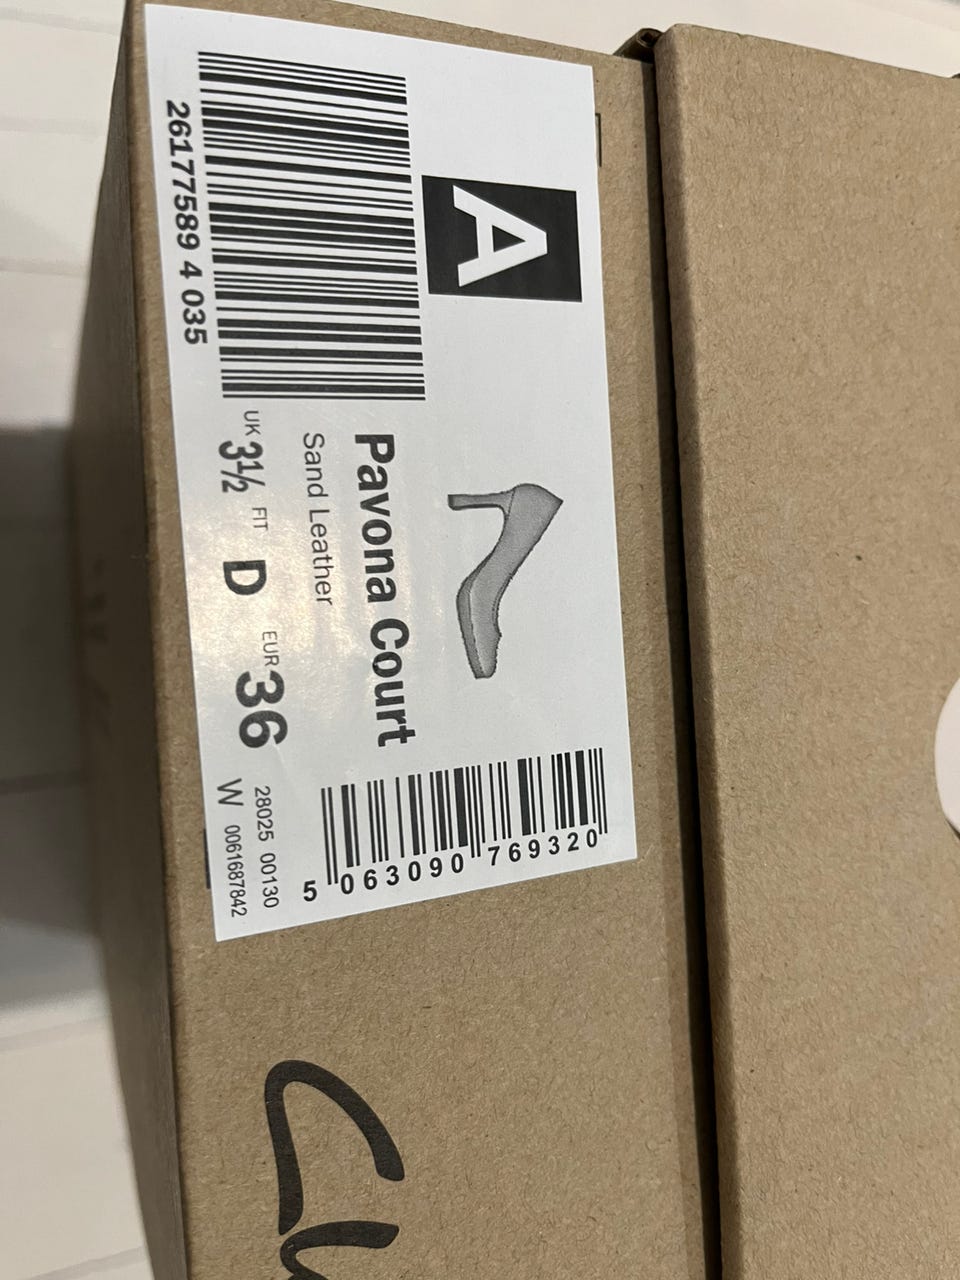 A
Pavona Court
Sand Leather
26177589 4 035
UK 3½ FIT D EUR 36
28025 00130
W 0061687842
5 063090 769320